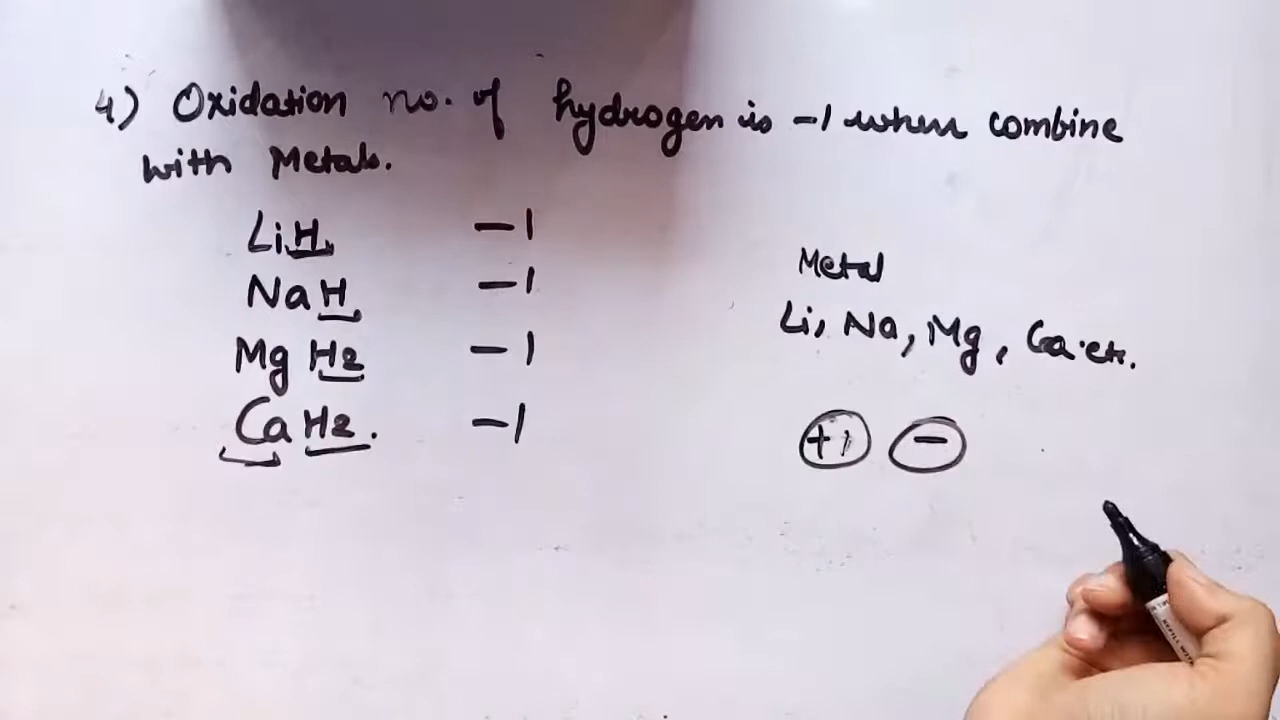 4) Oxidation no. of hydrogen is -1 when combine
with Metals.
LiH -1
NaH -1
MgH2 -1
CaH2. -1
Metal
Li, Na, Mg, Ca etc.
+1 -